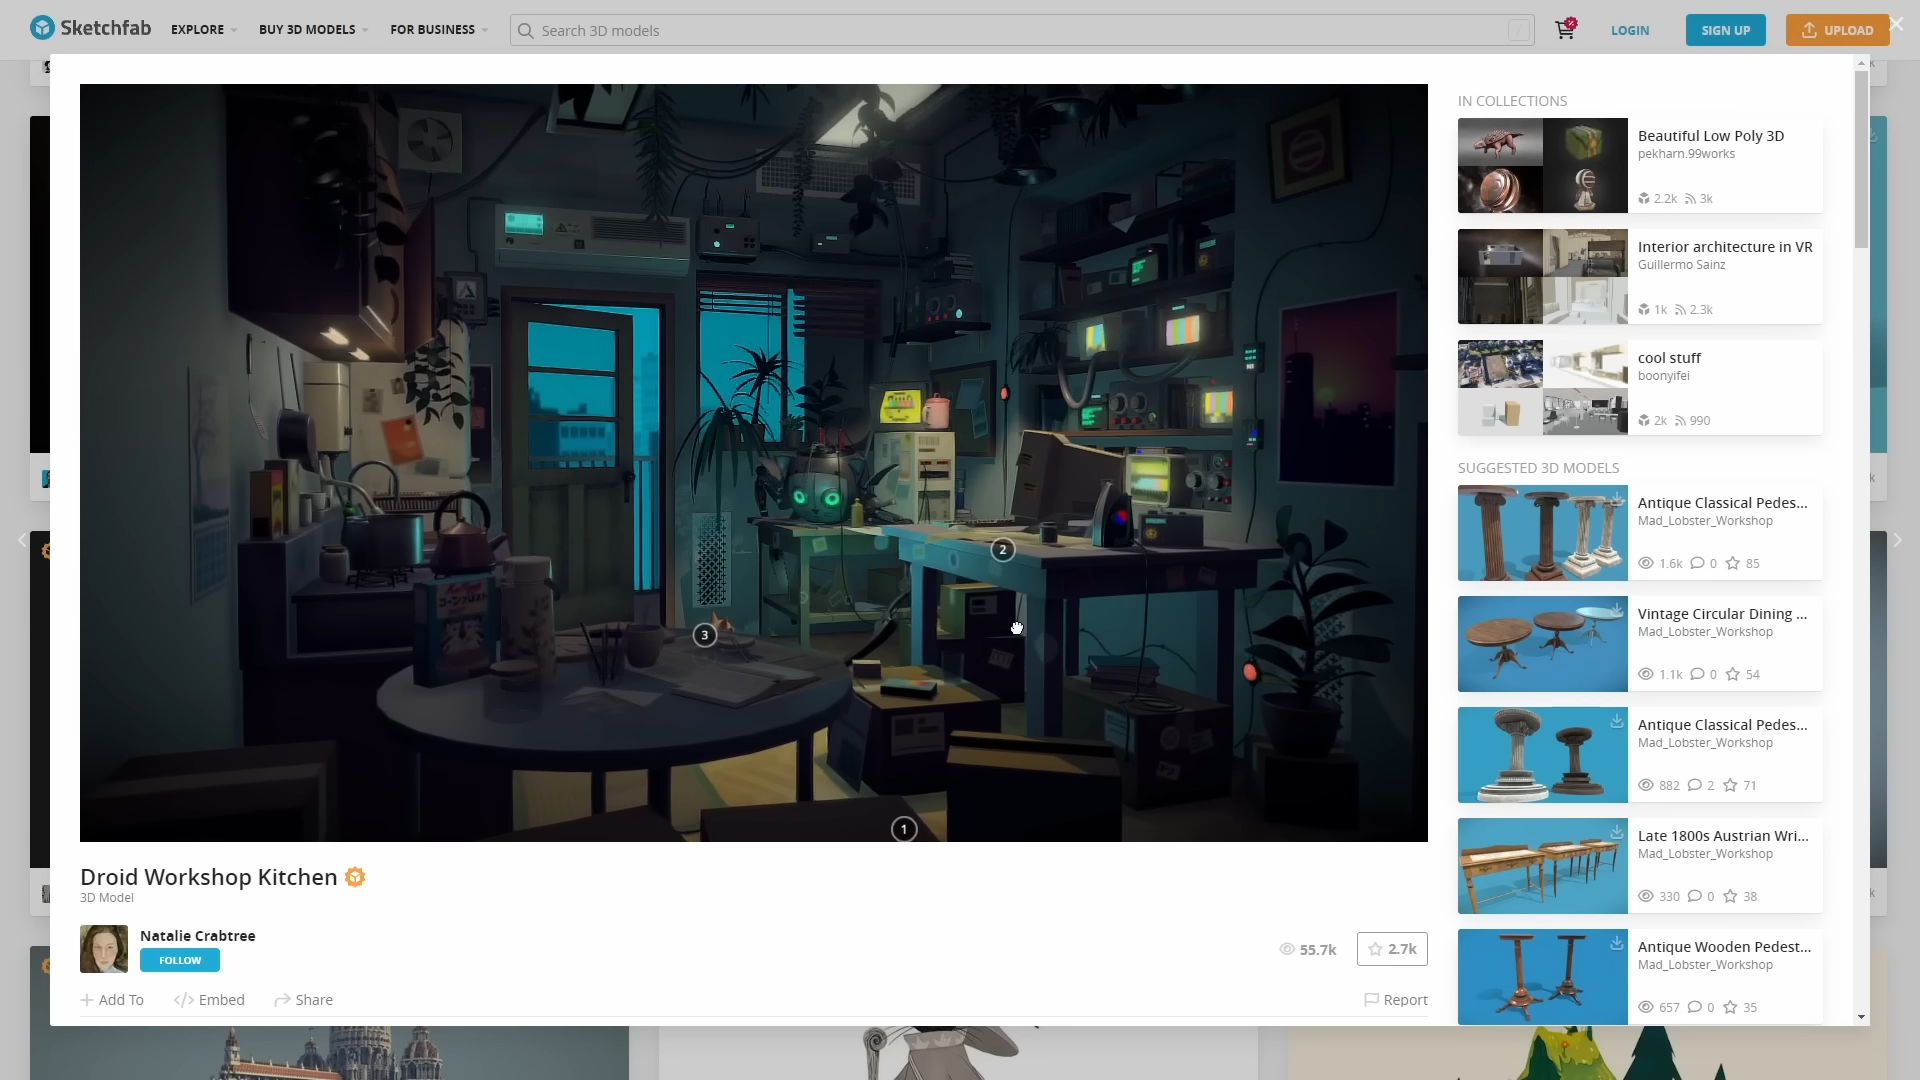 Sketchfab
EXPLORE
BUY 3D MODELS
FOR BUSINESS
Search 3D models
/
LOGIN
SIGN UP
UPLOAD
IN COLLECTIONS
Beautiful Low Poly 3D
pekharn.99works
2.2k 3k
Interior architecture in VR
Guillermo Sainz
1k 2.3k
cool stuff
boonyifei
2k 990
SUGGESTED 3D MODELS
Antique Classical Pedes...
Mad_Lobster_Workshop
1.6k 0 85
Vintage Circular Dining ...
Mad_Lobster_Workshop
1.1k 0 54
Antique Classical Pedes...
Mad_Lobster_Workshop
882 2 71
Late 1800s Austrian Wri...
Mad_Lobster_Workshop
330 0 38
Antique Wooden Pedest...
Mad_Lobster_Workshop
657 0 35
2
3
1
Droid Workshop Kitchen
3D Model
Natalie Crabtree
FOLLOW
55.7k
2.7k
Add To
Embed
Share
Report